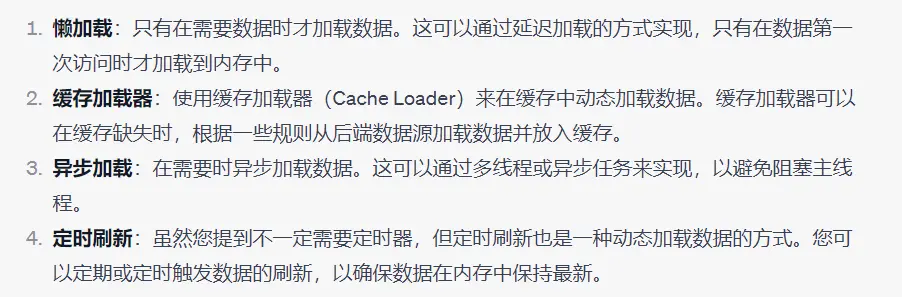 1. 懒加载：只有在需要数据时才加载数据。这可以通过延迟加载的方式实现，只有在数据第
一次访问时才加载到内存中。
2. 缓存加载器：使用缓存加载器（Cache Loader）来在缓存中动态加载数据。缓存加载器可以
在缓存缺失时，根据一些规则从后端数据源加载数据并放入缓存。
3. 异步加载：在需要时异步加载数据。这可以通过多线程或异步任务来实现，以避免阻塞主线
程。
4. 定时刷新：虽然您提到不一定需要定时器，但定时刷新也是一种动态加载数据的方式。您可
以定期或定时触发数据的刷新，以确保数据在内存中保持最新。